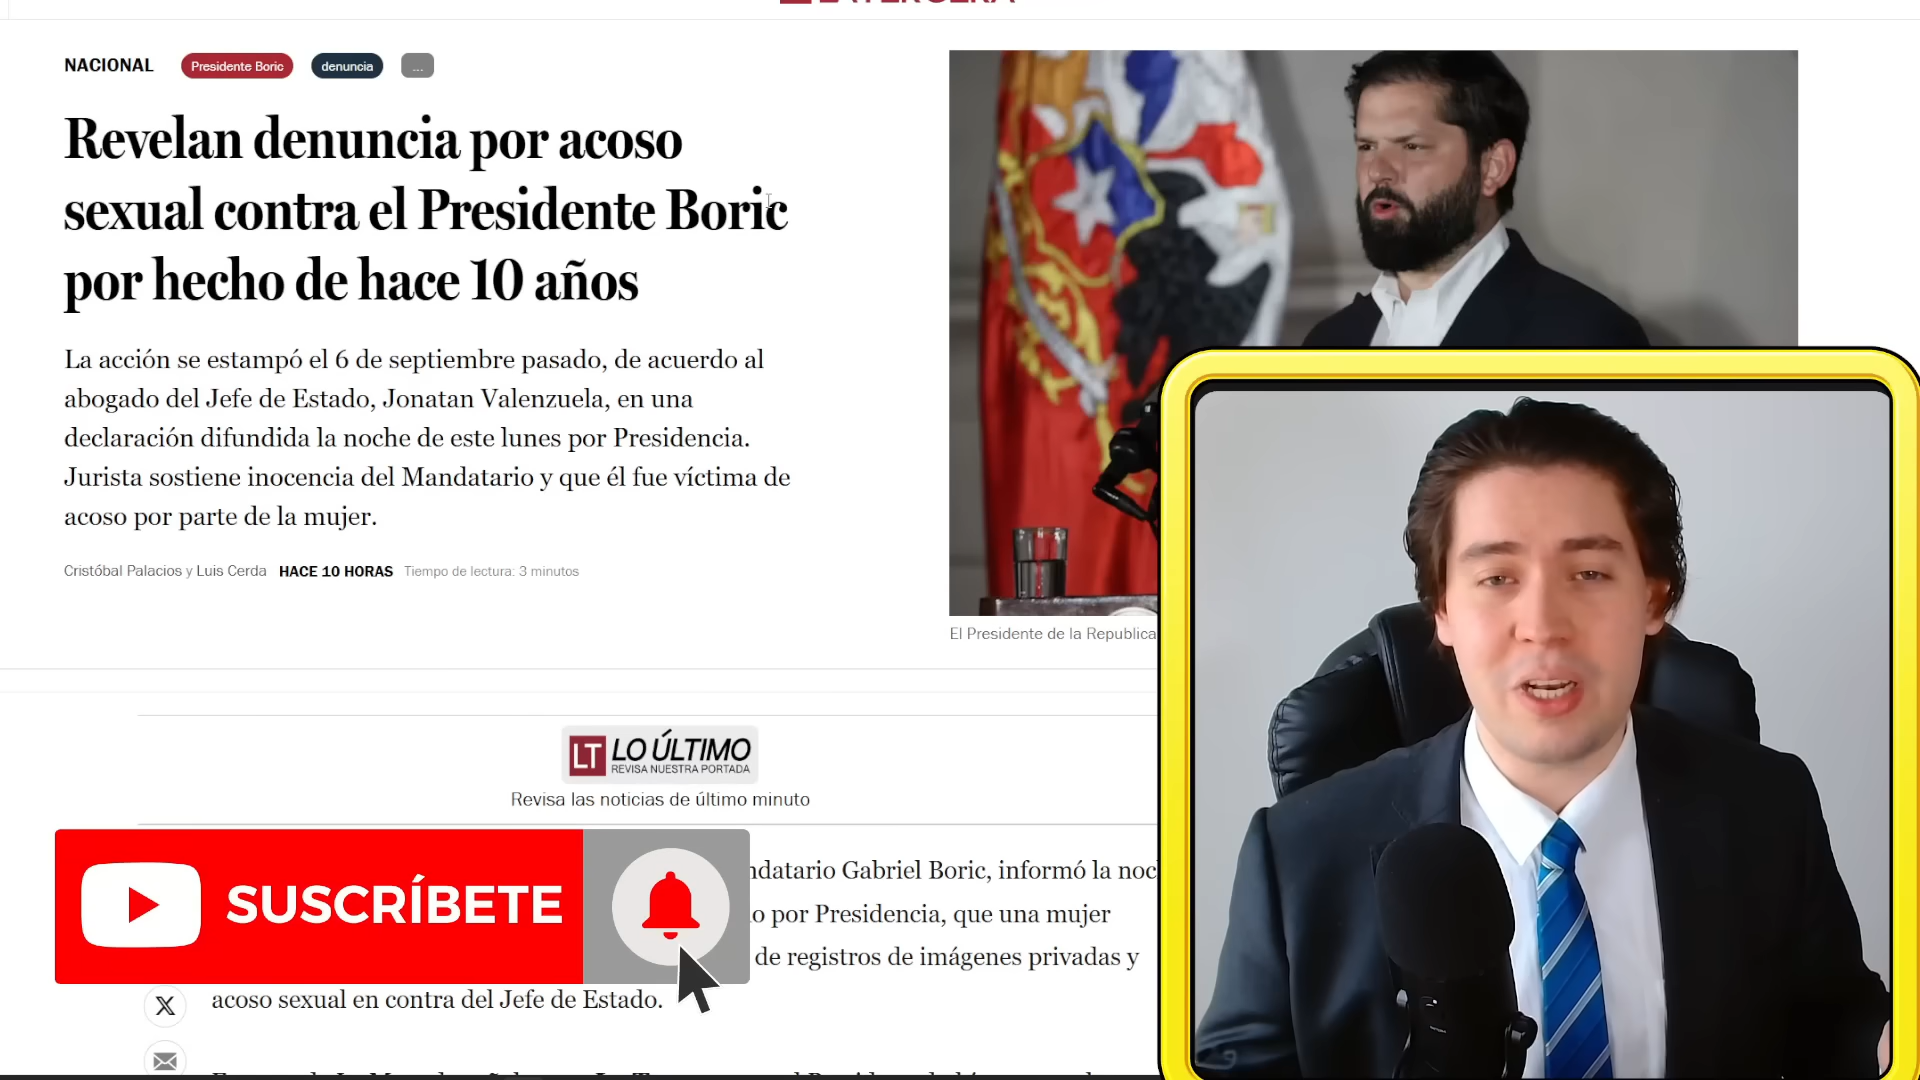 LA TERCERA
NACIONAL
Presidente Boric
denuncia
...
Revelan denuncia por acoso
sexual contra el Presidente Boric
por hecho de hace 10 años
La acción se estampó el 6 de septiembre pasado, de acuerdo al
abogado del Jefe de Estado, Jonatan Valenzuela, en una
declaración difundida la noche de este lunes por Presidencia.
Jurista sostiene inocencia del Mandatario y que él fue víctima de
acoso por parte de la mujer.
Cristóbal Palacios y Luis Cerda HACE 10 HORAS Tiempo de lectura: 3 minutos
El Presidente de la Republica
LT LO ÚLTIMO
REVISA NUESTRA PORTADA
Revisa las noticias de último minuto
SUSCRÍBETE
Gabriel Boric, informó la
por Presidencia, que una mujer
de registros de imágenes privadas y
acoso sexual en contra del Jefe de Estado.
X